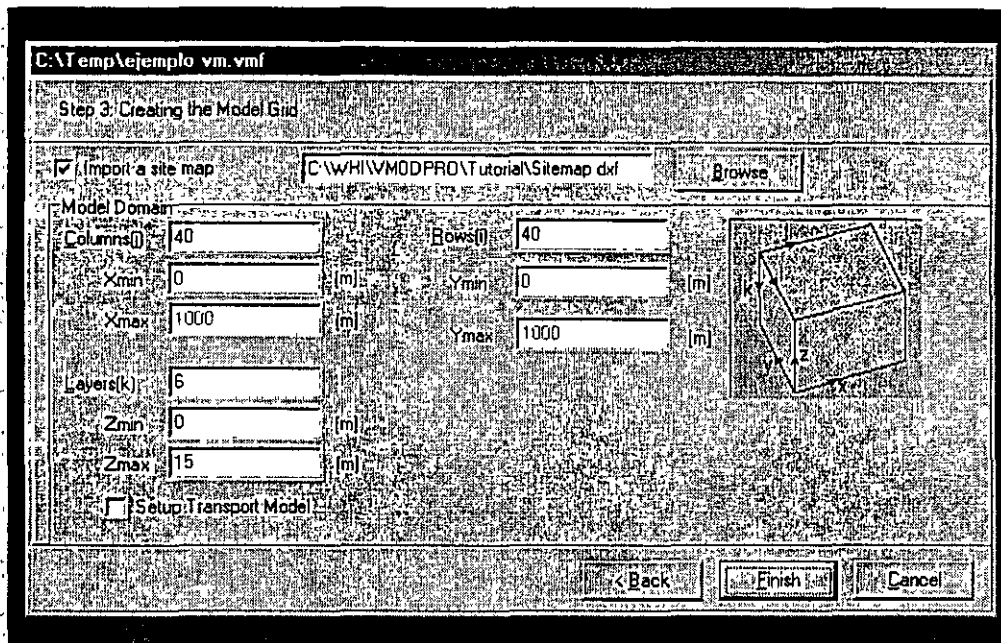 C:\Temp\ejemplo vm.vmf
Step 3: Creating the Model Grid
Import a site map C:\WHI\VMODPRO\Tutorial\Sitemap dxf Browse
Model Domain
Columns(j) 40 Rows(i) 40
Xmin 0 [m] Ymin 0 [m]
Xmax 1000 [m] Ymax 1000 [m]
Layers(k) 6
Zmin 0 [m]
Zmax 15 [m]
Setup Transport Model
k
y z x
< Back Finish Cancel